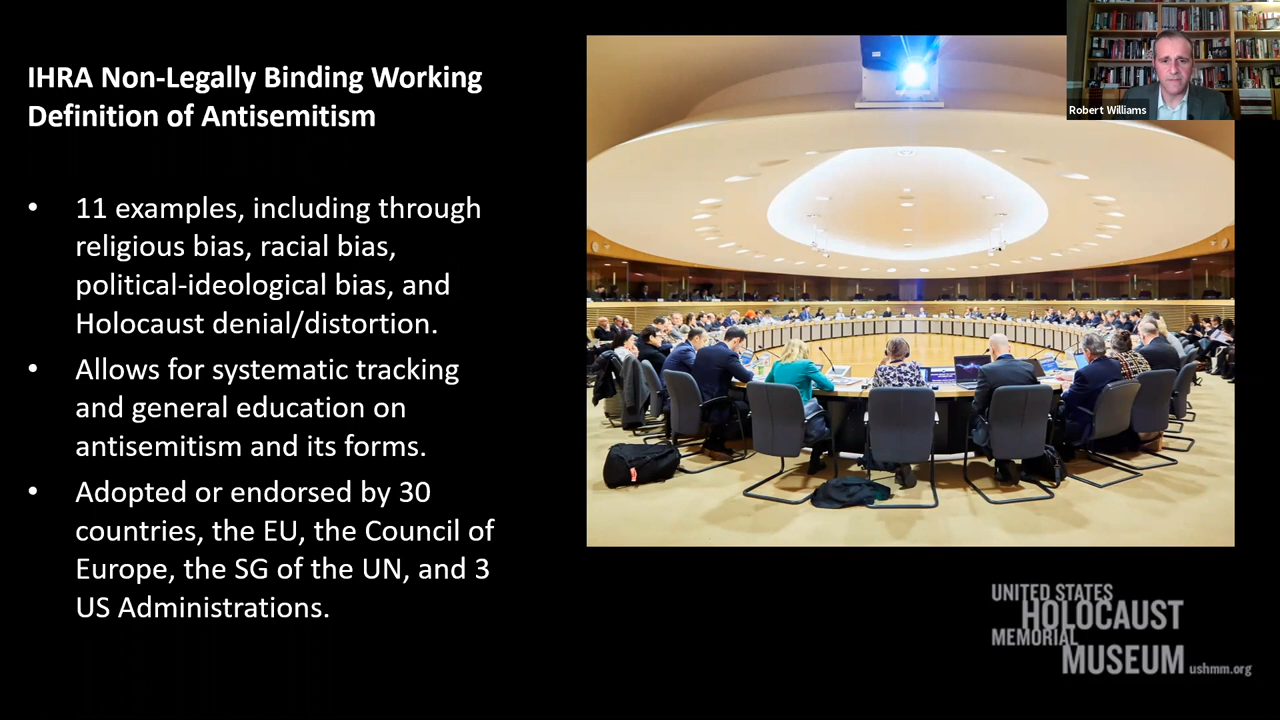 IHRA Non-Legally Binding Working
Definition of Antisemitism
• 11 examples, including through
religious bias, racial bias,
political-ideological bias, and
Holocaust denial/distortion.
• Allows for systematic tracking
and general education on
antisemitism and its forms.
• Adopted or endorsed by 30
countries, the EU, the Council of
Europe, the SG of the UN, and 3
US Administrations.
Robert Williams
UNITED STATES
HOLOCAUST
MEMORIAL
MUSEUM ushmm.org